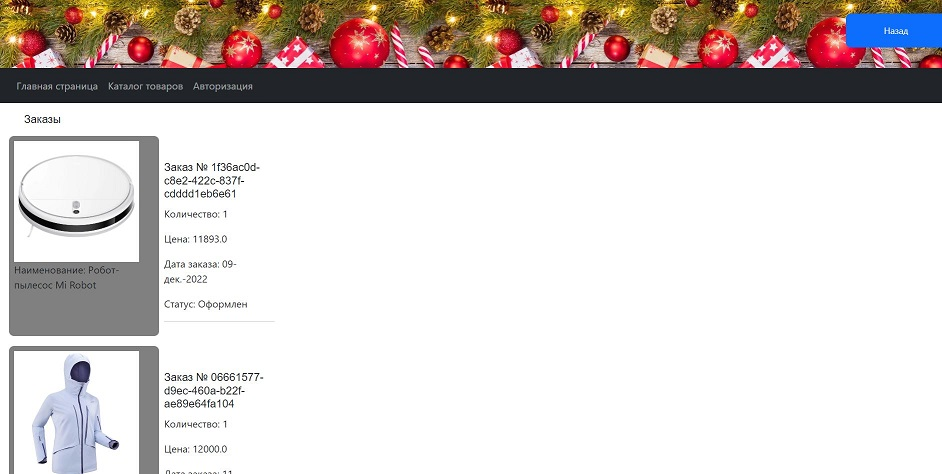 Назад
Главная страница Каталог товаров Авторизация
Заказы
Наименование: Робот-
пылесос Mi Robot
Заказ № 1f36ac0d-
c8e2-422c-837f-
cdddd1eb6e61
Количество: 1
Цена: 11893.0
Дата заказа: 09-
дек.-2022
Статус: Оформлен
Заказ № 06661577-
d9ec-460a-b22f-
ae89e64fa104
Количество: 1
Цена: 12000.0
Дата заказа: 11-